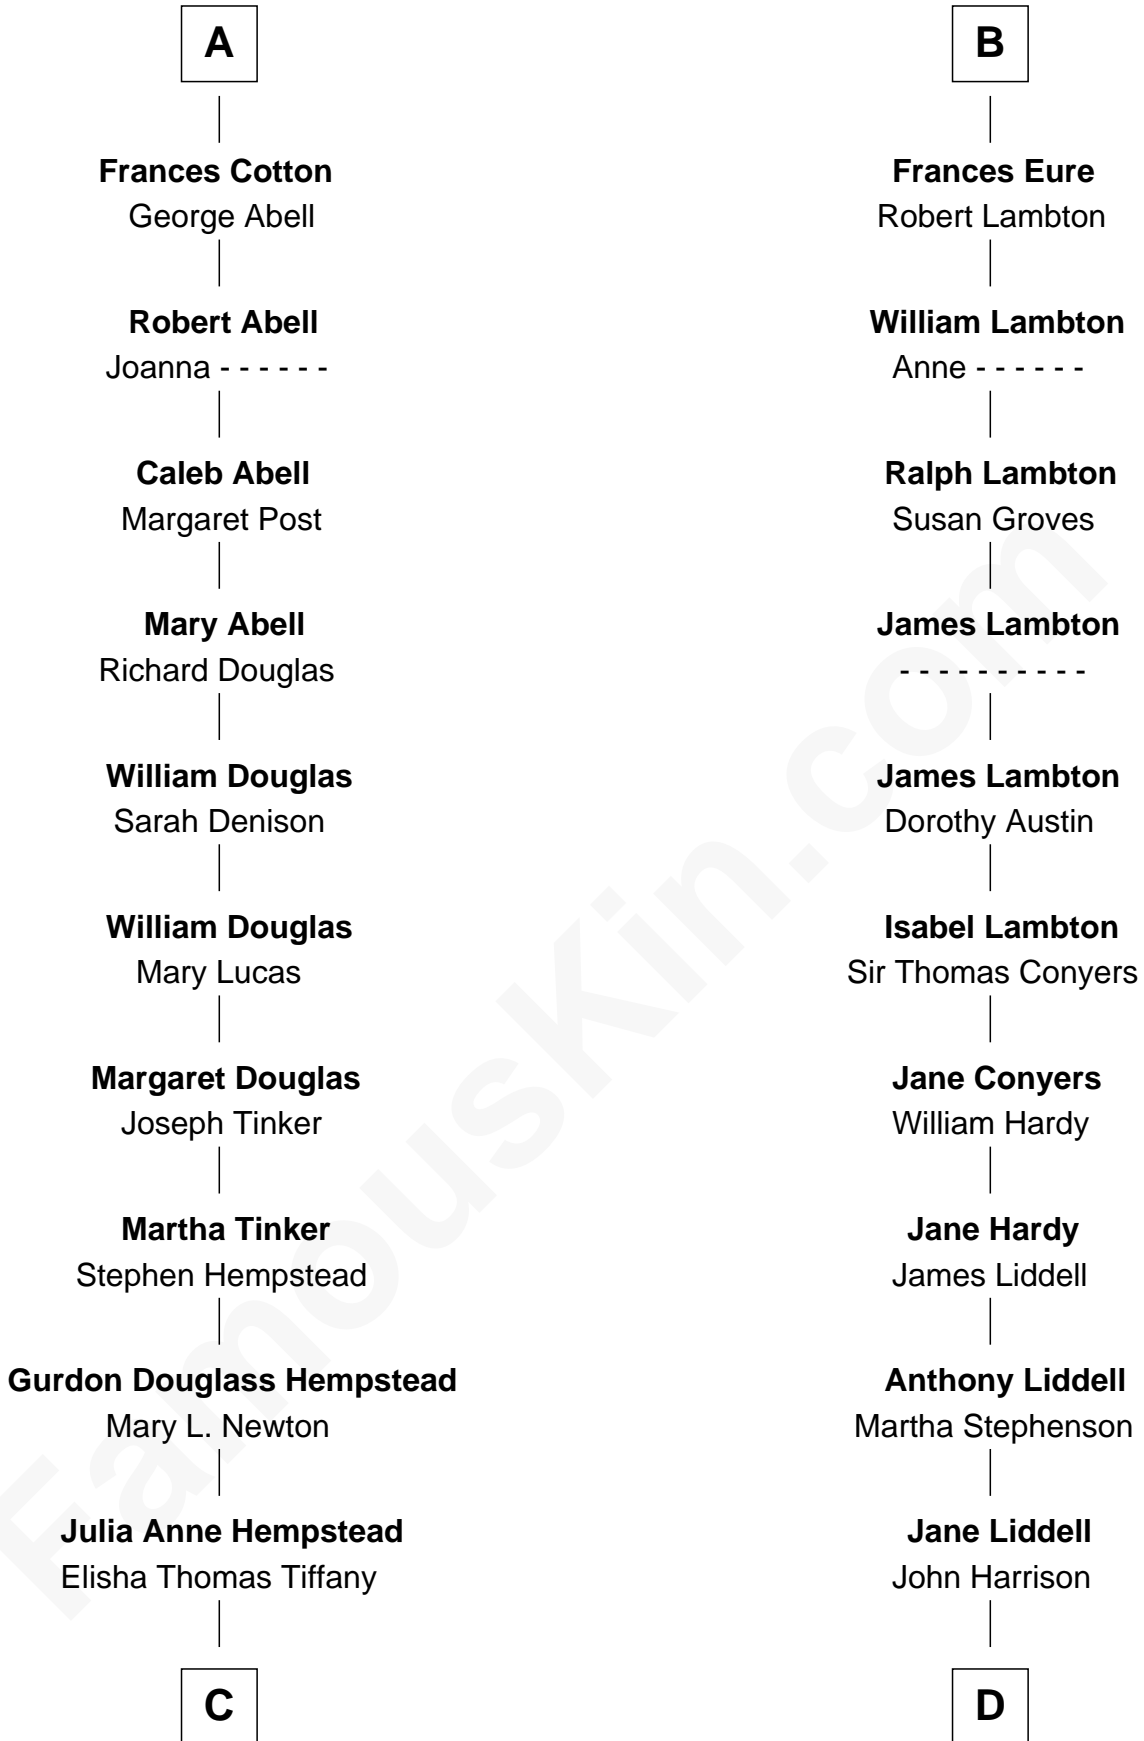 A
Frances Cotton
George Abell
Robert Abell
Joanna - - - - - -
Caleb Abell
Margaret Post
Mary Abell
Richard Douglas
William Douglas
Sarah Denison
William Douglas
Mary Lucas
Margaret Douglas
Joseph Tinker
Martha Tinker
Stephen Hempstead
Gurdon Douglass Hempstead
Mary L. Newton
Julia Anne Hempstead
Elisha Thomas Tiffany
C
B
Frances Eure
Robert Lambton
William Lambton
Anne - - - - - -
Ralph Lambton
Susan Groves
James Lambton
- - - - - - - - - -
James Lambton
Dorothy Austin
Isabel Lambton
Sir Thomas Conyers
Jane Conyers
William Hardy
Jane Hardy
James Liddell
Anthony Liddell
Martha Stephenson
Jane Liddell
John Harrison
D
FamousKin.com